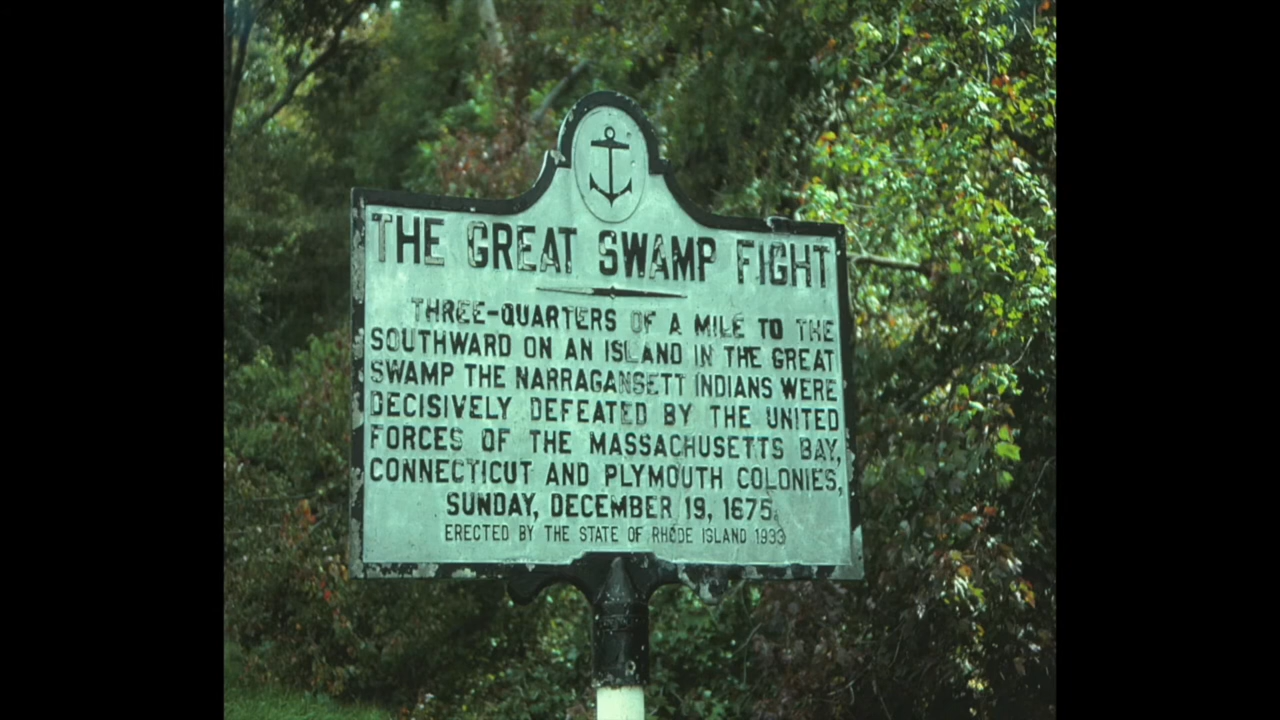 THE GREAT SWAMP FIGHT
THREE-QUARTERS OF A MILE TO THE
SOUTHWARD ON AN ISLAND IN THE GREAT
SWAMP THE NARRAGANSETT INDIANS WERE
DECISIVELY DEFEATED BY THE UNITED
FORCES OF THE MASSACHUSETTS BAY,
CONNECTICUT AND PLYMOUTH COLONIES,
SUNDAY, DECEMBER 19, 1675.
ERECTED BY THE STATE OF RHODE ISLAND 1933